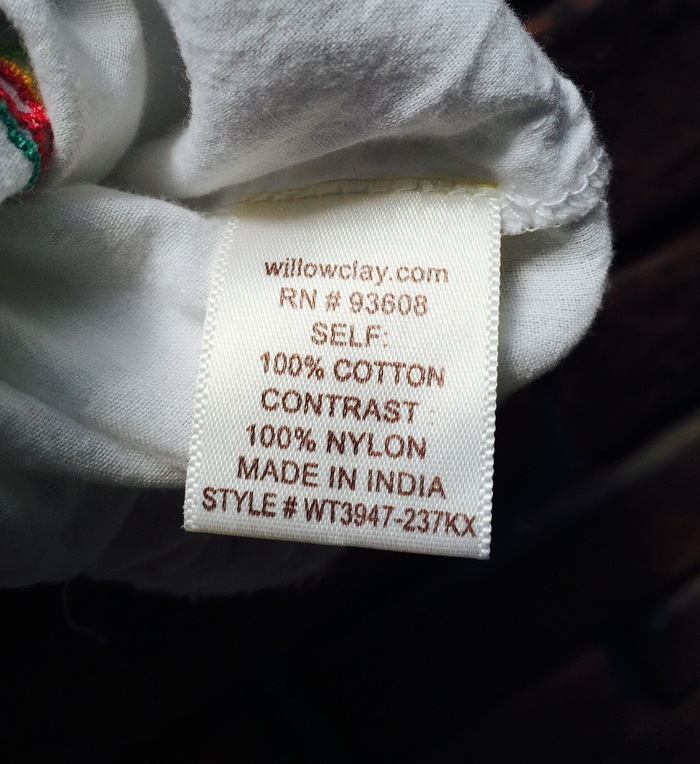 willowclay.com
RN # 93608
SELF:
100% COTTON
CONTRAST :
100% NYLON
MADE IN INDIA
STYLE # WT3947-237KX